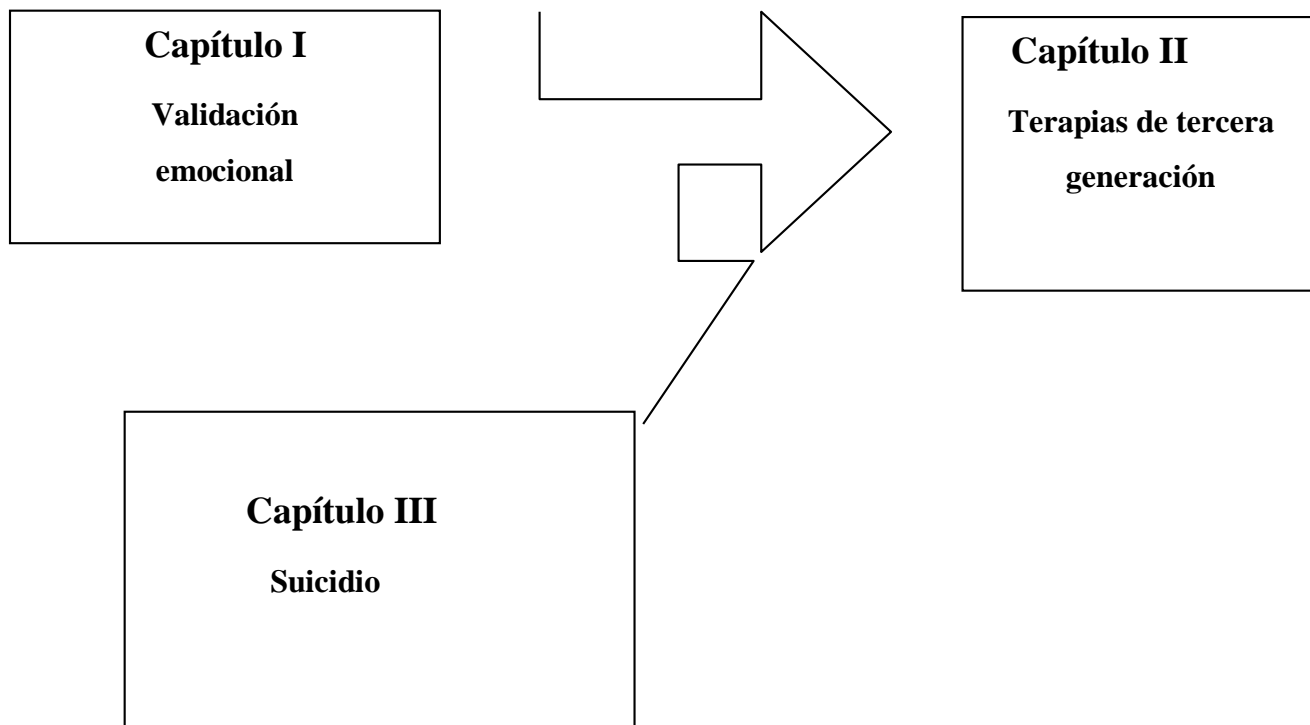 Capítulo I
Validación
emocional
Capítulo II
Terapias de tercera
generación
Capítulo III
Suicidio